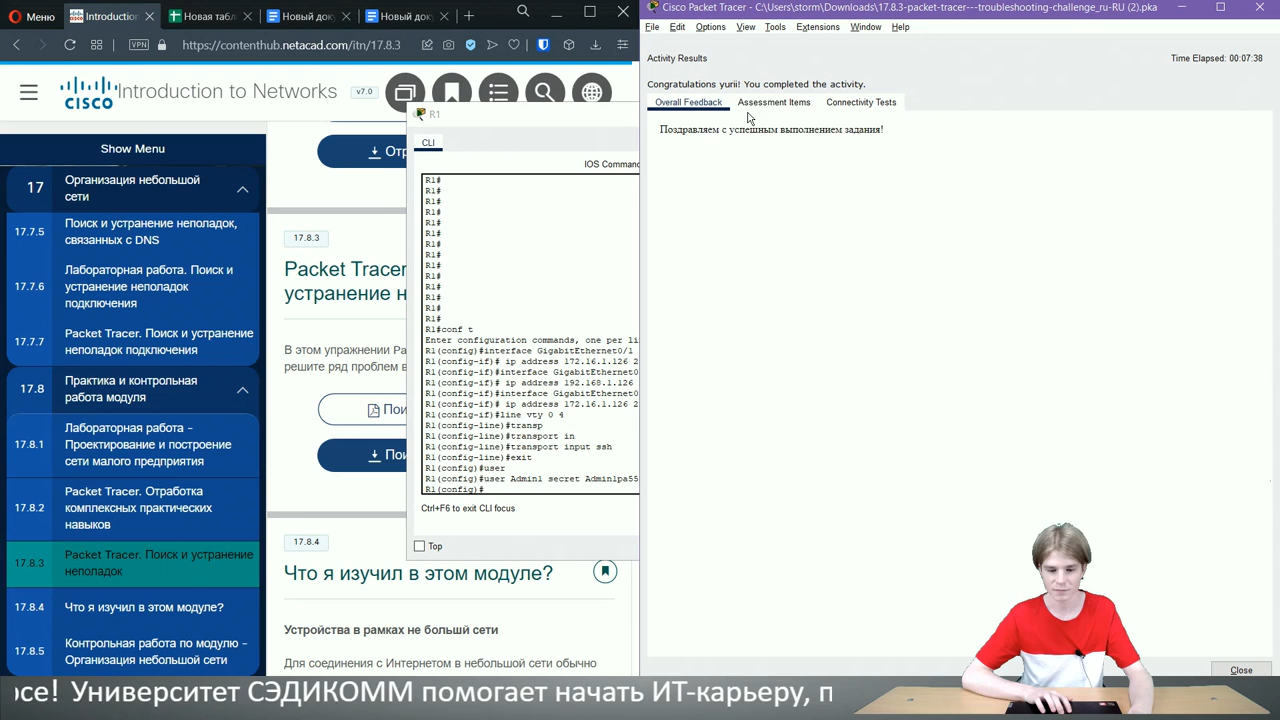 Меню
Introductio
Новая табл
Новый
https://contenthub.netacad.com/itn/17.8.3
VPN
CISCO
Introduction to Networks
v7.0
Show Menu
17
Организация небольшой
сети
17.7.5
Поиск и устранение неполадок,
связанных с DNS
17.7.6
Лабораторная работа. Поиск и
устранение неполадок
подключения
17.7.7
Packet Tracer. Поиск и устранение
неполадок подключения
17.8
Практика и контрольная
работа модуля
17.8.1
Лабораторная работа –
Проектирование и построение
сети малого предприятия
17.8.2
Packet Tracer. Отработка
комплексных практических
навыков
17.8.3
Packet Tracer. Поиск и устранение
неполадок
17.8.4
Что я изучил в этом модуле?
17.8.5
Контрольная работа по модулю –
Организация небольшой сети
Отр
17.8.3
Packet Tracer
устранение н
В этом упражнении Pa
решите ряд проблем в
Пои
Пои
17.8.4
Что я изучил в этом модуле?
Устройства в рамках не большй сети
Для соединения с Интернетом в небольшой сети обычно
R1
CLI
IOS Comman
R1#
R1#
R1#
R1#
R1#
R1#
R1#
R1#
R1#
R1#
R1#
R1#
R1#
R1#
R1#conf t
Enter configuration commands, one per li
R1(config)#interface GigabitEthernet0/1
R1(config-if)# ip address 172.16.1.126 2
R1(config-if)#interface GigabitEthernet0
R1(config-if)# ip address 192.168.1.126
R1(config-if)#interface GigabitEthernet0
R1(config-if)# ip address 172.16.1.126 2
R1(config-if)#line vty 0 4
R1(config-line)#transp
R1(config-line)#transport in
R1(config-line)#transport input ssh
R1(config-line)#exit
R1(config)#user
R1(config)#user Admin1 secret Admin1pa55
R1(config)#
Ctrl+F6 to exit CLI focus
Top
Cisco Packet Tracer - C:\Users\storm\Downloads\17.8.3-packet-tracer---troubleshooting-challenge_ru-RU (2).pka
File Edit Options View Tools Extensions Window Help
Activity Results
Time Elapsed: 00:07:38
Congratulations yurii! You completed the activity.
Overall Feedback Assessment Items Connectivity Tests
Поздравляем с успешным выполнением задания!
Close
осе! Университет СЭДИКОММ помогает начать ИТ-карьеру, п